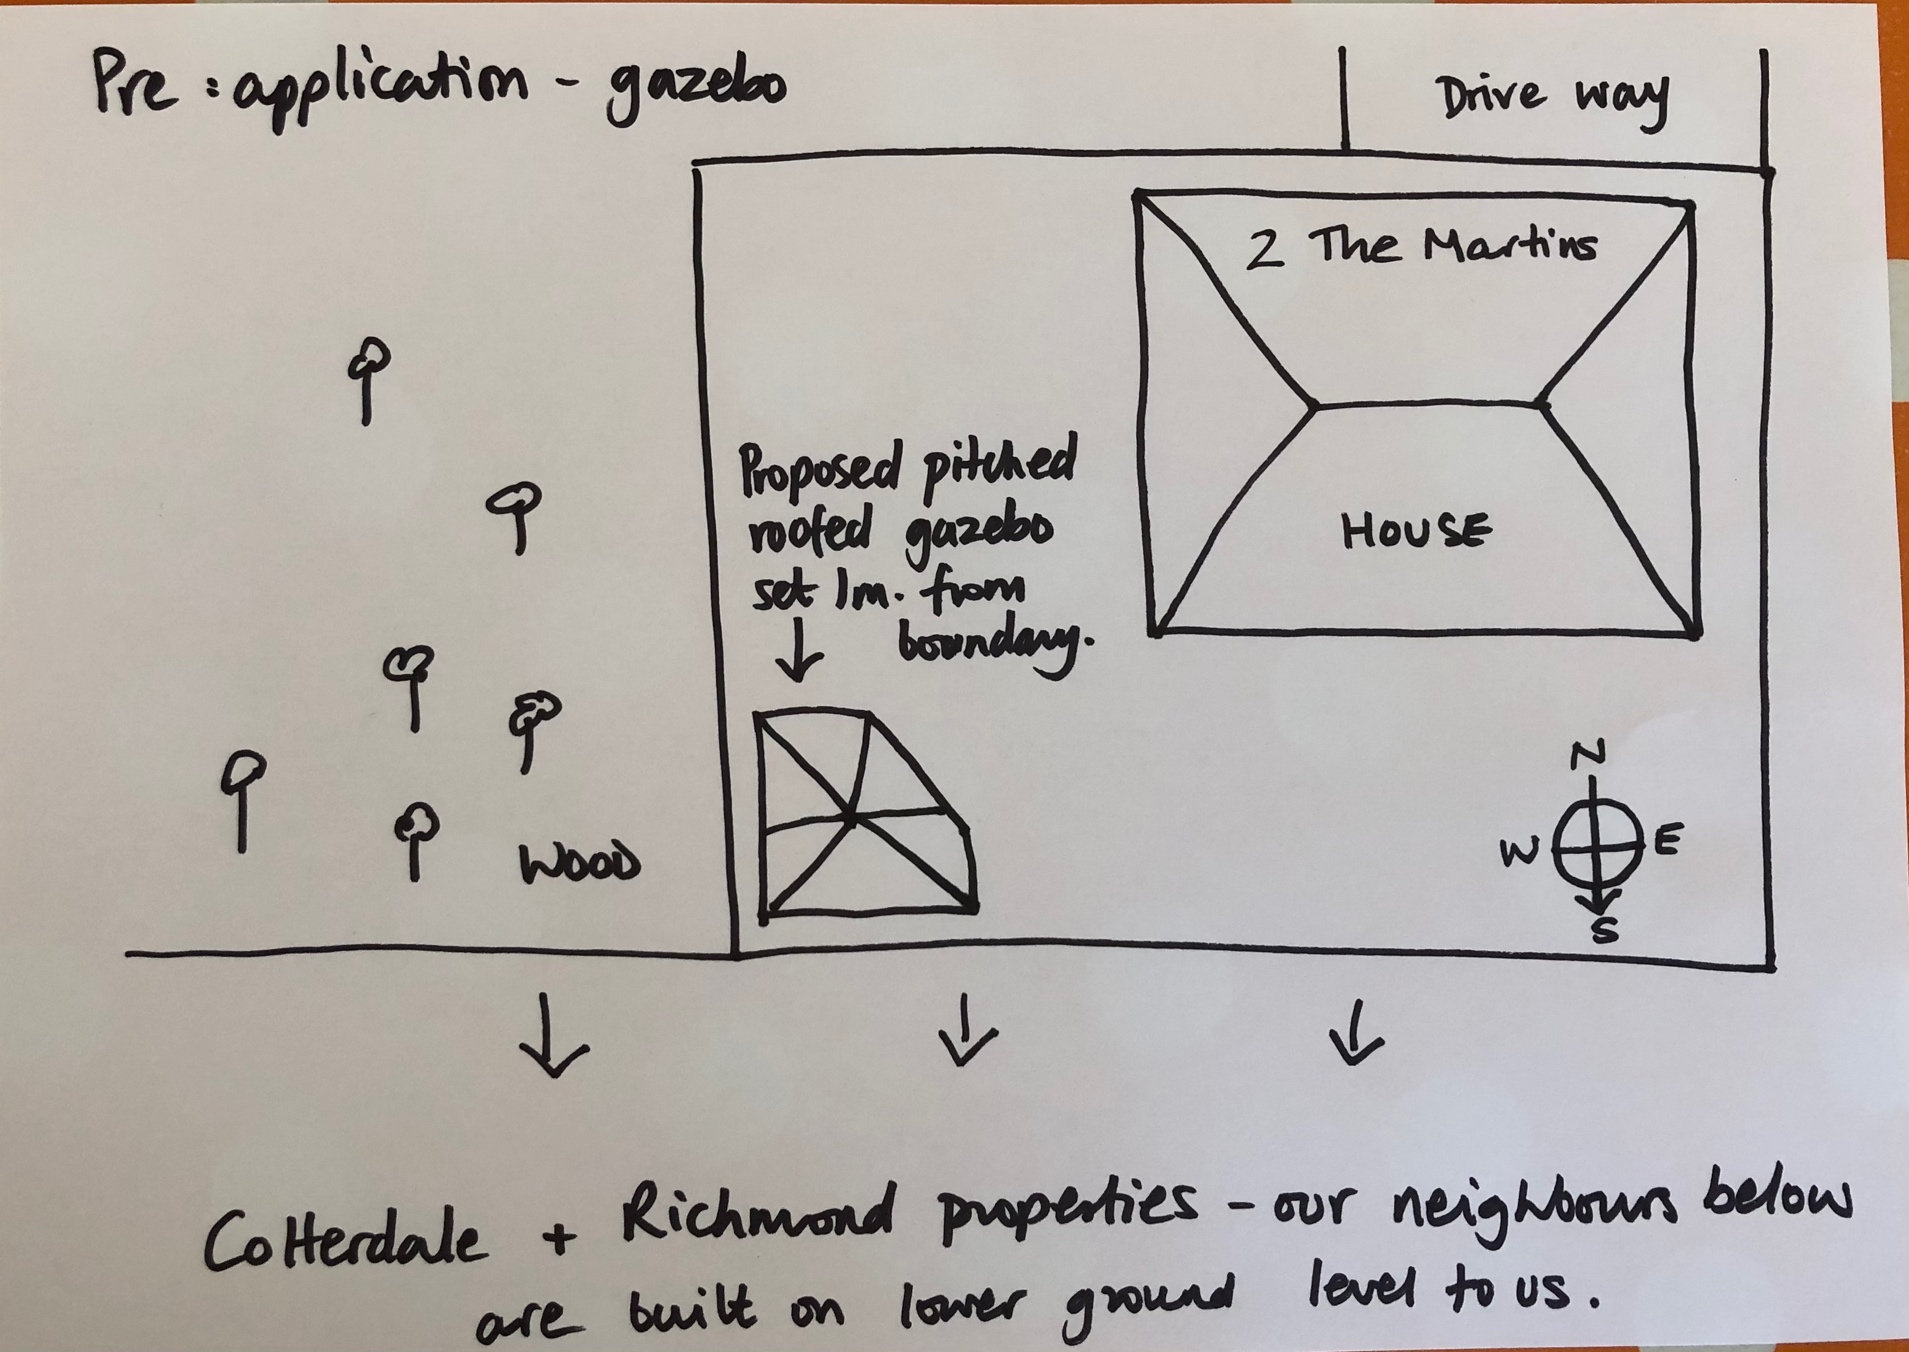 Pre : application - gazebo
Drive way
2 The Martins
HOUSE
Proposed pitched
roofed gazebo
set 1m. from
boundary.
N
W E
S
WOOD
Cotterdale + Richmond properties - our neighbours below
are built on lower ground level to us.